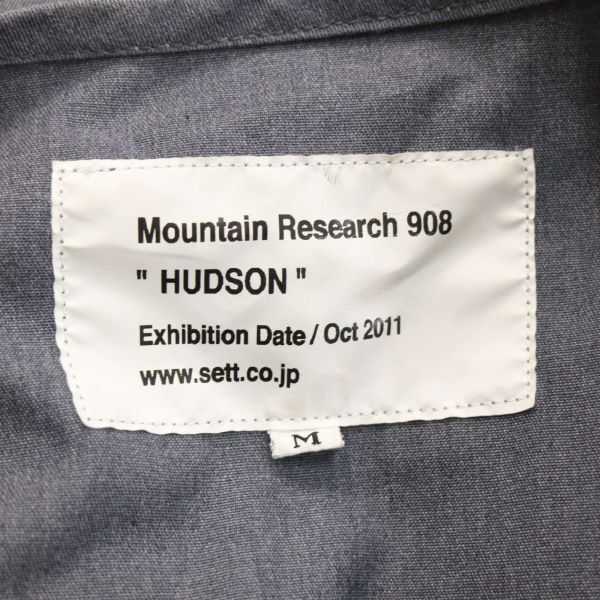 Mountain Research 908
" HUDSON "
Exhibition Date / Oct 2011
www.sett.co.jp
M